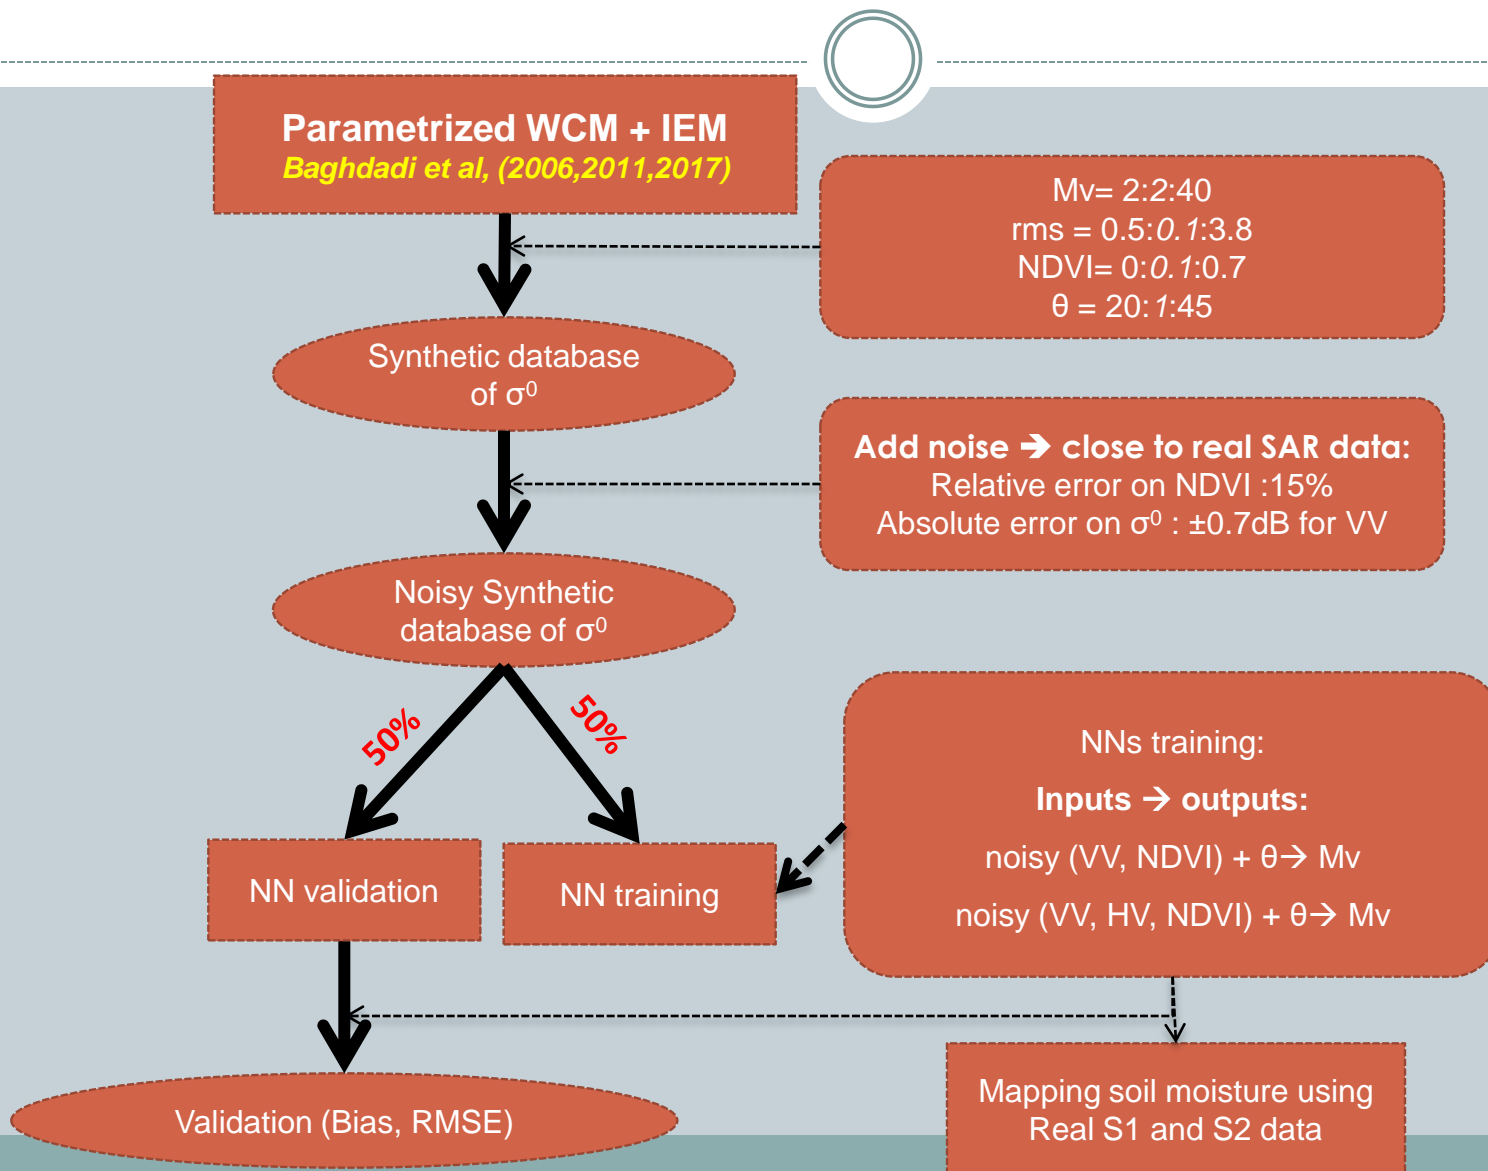 Parametrized WCM + IEM
Baghdadi et al, (2006,2011,2017)
Mv= 2:2:40
rms = 0.5:0.1:3.8
NDVI= 0:0.1:0.7
θ = 20:1:45
Synthetic database
of σ⁰
Add noise → close to real SAR data:
Relative error on NDVI :15%
Absolute error on σ⁰ : ±0.7dB for VV
Noisy Synthetic
database of σ⁰
50%
50%
NNs training:
Inputs → outputs:
noisy (VV, NDVI) + θ→ Mv
noisy (VV, HV, NDVI) + θ→ Mv
NN validation
NN training
Validation (Bias, RMSE)
Mapping soil moisture using
Real S1 and S2 data